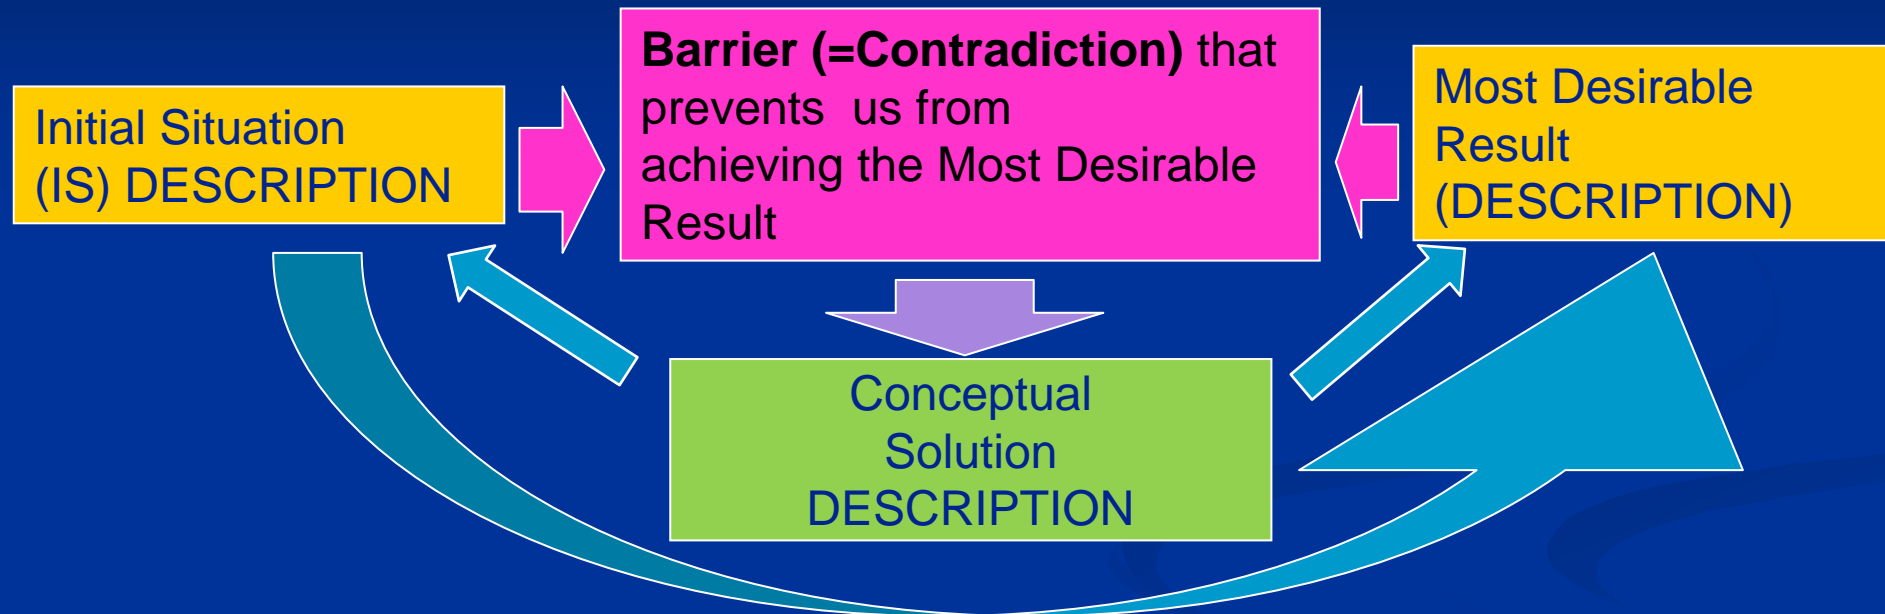 Initial Situation
(IS) DESCRIPTION
Barrier (=Contradiction) that
prevents  us from
achieving the Most Desirable
Result
Most Desirable
Result
(DESCRIPTION)
Conceptual
Solution
DESCRIPTION